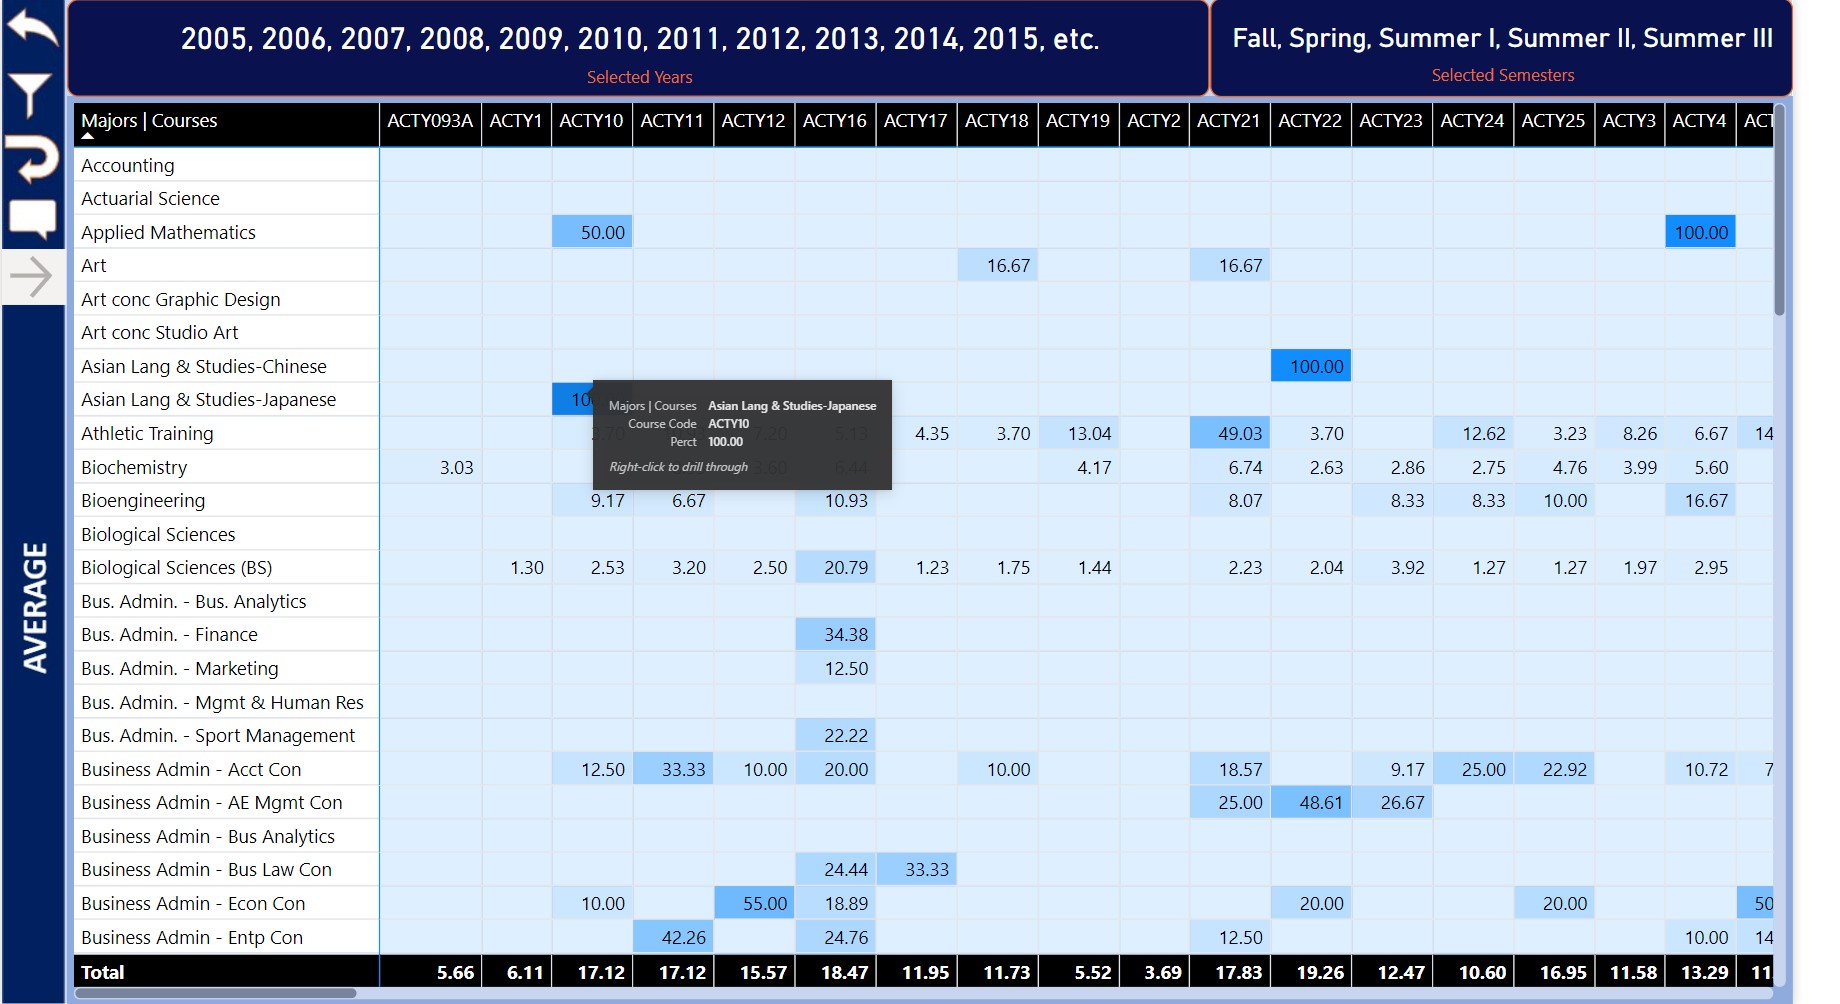 2005, 2006, 2007, 2008, 2009, 2010, 2011, 2012, 2013, 2014, 2015, etc.
Selected Years
Fall, Spring, Summer I, Summer II, Summer III
Selected Semesters
AVERAGE
Majors | Courses ACTY093A ACTY1 ACTY10 ACTY11 ACTY12 ACTY16 ACTY17 ACTY18 ACTY19 ACTY2 ACTY21 ACTY22 ACTY23 ACTY24 ACTY25 ACTY3 ACTY4 ACT
Accounting
Actuarial Science
Applied Mathematics 50.00 100.00
Art 16.67 16.67
Art conc Graphic Design
Art conc Studio Art
Asian Lang & Studies-Chinese 100.00
Asian Lang & Studies-Japanese 10
Majors | Courses Asian Lang & Studies-Japanese
Course Code ACTY10
Perct 100.00
Right-click to drill through
Athletic Training 4.35 3.70 13.04 49.03 3.70 12.62 3.23 8.26 6.67 14
Biochemistry 3.03 4.17 6.74 2.63 2.86 2.75 4.76 3.99 5.60
Bioengineering 9.17 6.67 10.93 8.07 8.33 8.33 10.00 16.67
Biological Sciences
Biological Sciences (BS) 1.30 2.53 3.20 2.50 20.79 1.23 1.75 1.44 2.23 2.04 3.92 1.27 1.27 1.97 2.95
Bus. Admin. - Bus. Analytics
Bus. Admin. - Finance 34.38
Bus. Admin. - Marketing 12.50
Bus. Admin. - Mgmt & Human Res
Bus. Admin. - Sport Management 22.22
Business Admin - Acct Con 12.50 33.33 10.00 20.00 10.00 18.57 9.17 25.00 22.92 10.72 7
Business Admin - AE Mgmt Con 25.00 48.61 26.67
Business Admin - Bus Analytics
Business Admin - Bus Law Con 24.44 33.33
Business Admin - Econ Con 10.00 55.00 18.89 20.00 20.00 50
Business Admin - Entp Con 42.26 24.76 12.50 10.00 14
Total 5.66 6.11 17.12 17.12 15.57 18.47 11.95 11.73 5.52 3.69 17.83 19.26 12.47 10.60 16.95 11.58 13.29 11.